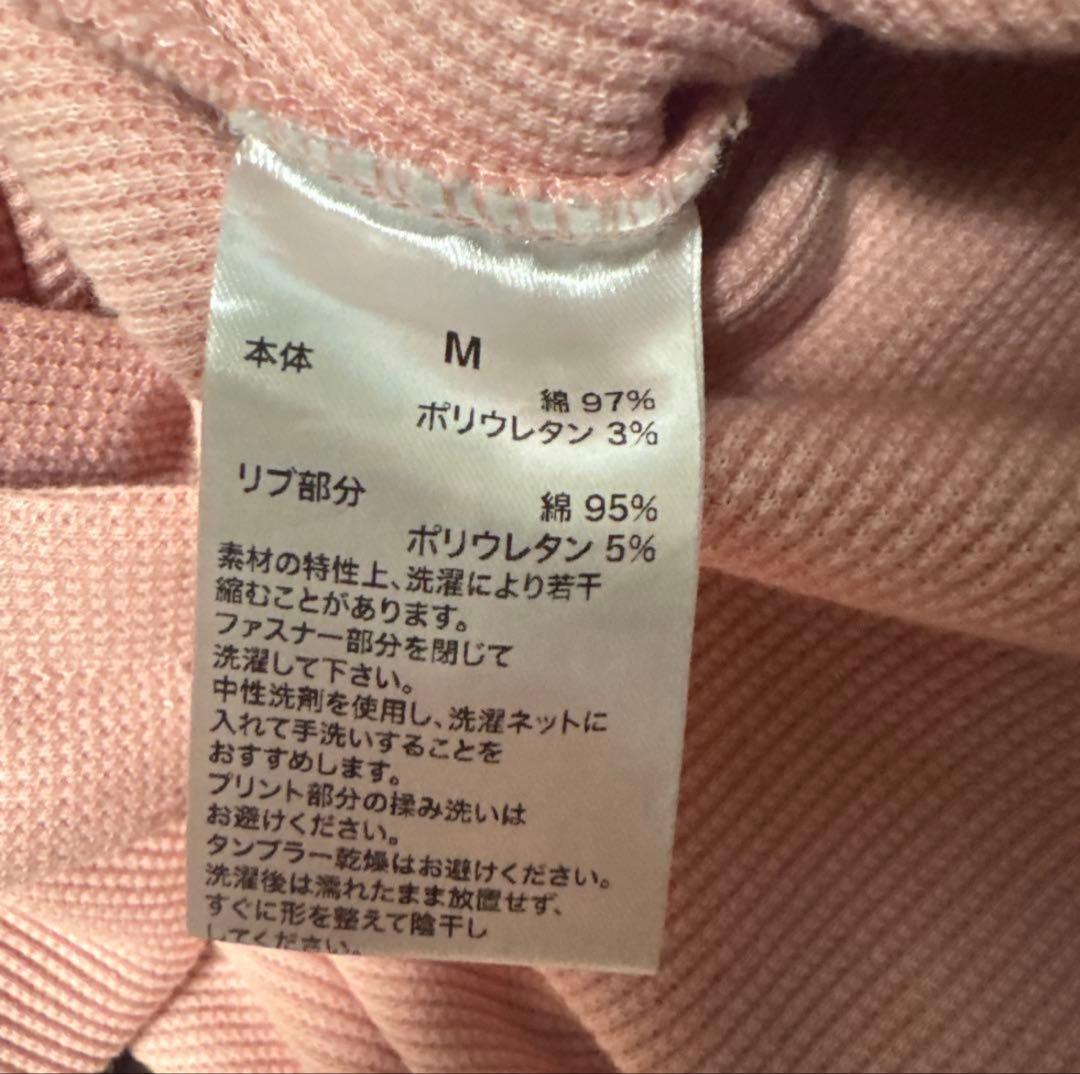 M
本体
綿 97%
ポリウレタン 3%
リブ部分
綿 95%
ポリウレタン 5%
素材の特性上、洗濯により若干
縮むことがあります。
ファスナー部分を閉じて
洗濯して下さい。
中性洗剤を使用し、洗濯ネットに
入れて手洗いすることを
おすすめします。
プリント部分の揉み洗いは
お避けください。
タンブラー乾燥はお避けください。
洗濯後は濡れたまま放置せず、
すぐに形を整えて陰干し
してください。